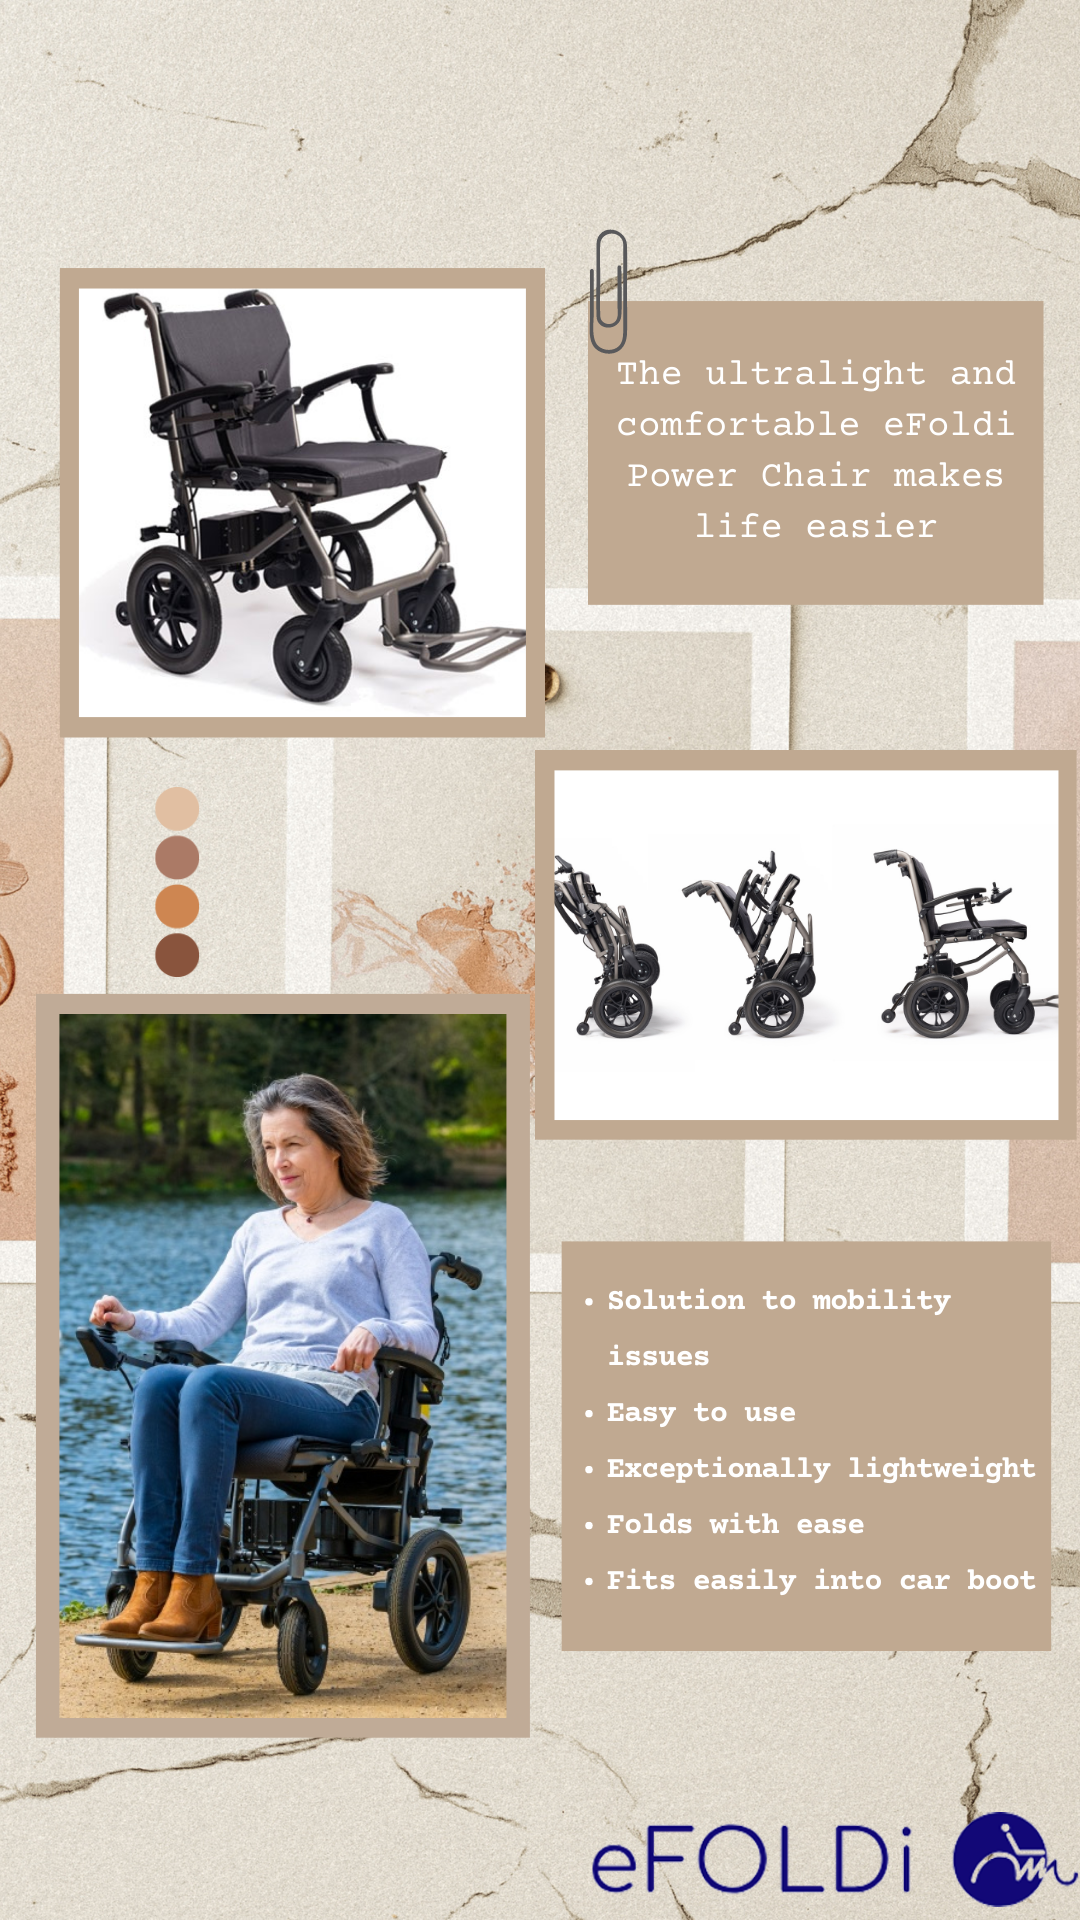 The ultralight and
comfortable eFoldi
Power Chair makes
life easier
• Solution to mobility
issues
• Easy to use
• Exceptionally lightweight
• Folds with ease
• Fits easily into car boot
eFOLDi